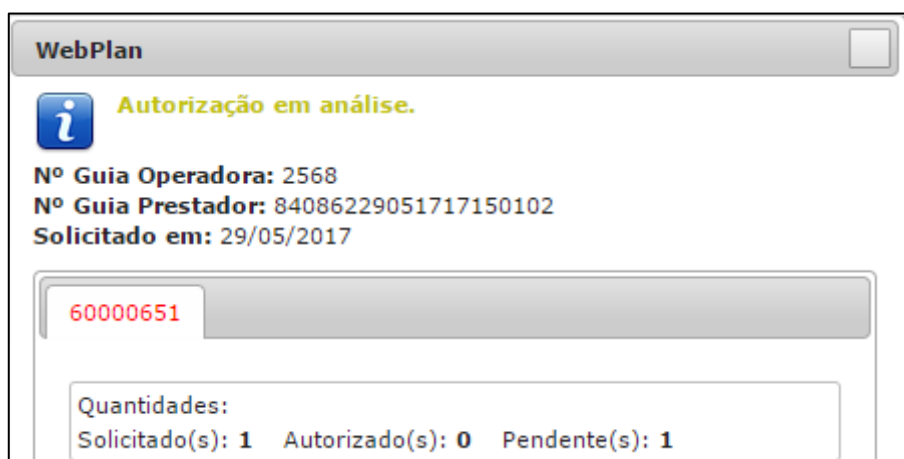 WebPlan
Autorização em análise.
Nº Guia Operadora: 2568
Nº Guia Prestador: 84086229051717150102
Solicitado em: 29/05/2017
60000651
Quantidades:
Solicitado(s): 1 Autorizado(s): 0 Pendente(s): 1